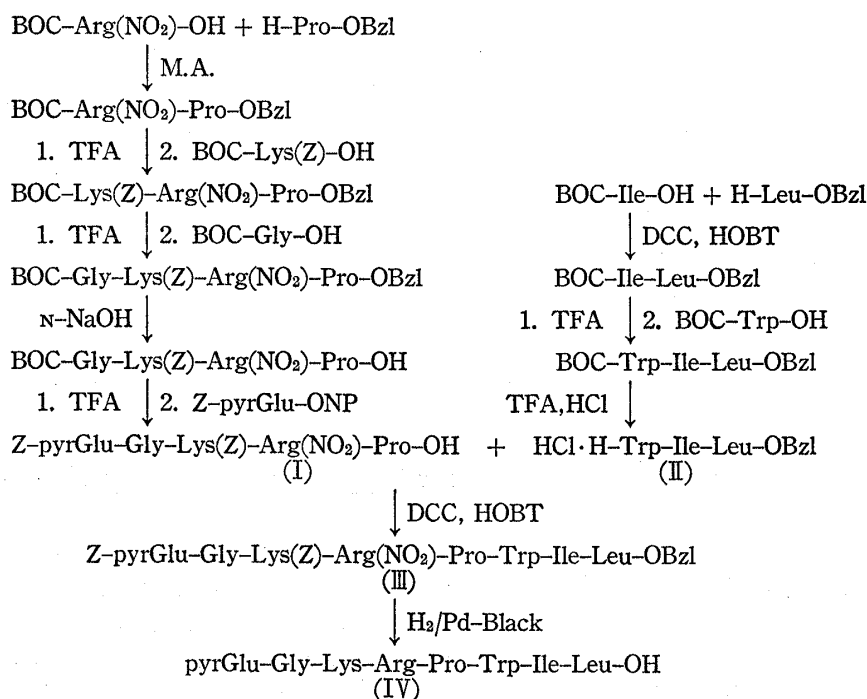 BOC–Arg(NO₂)–OH + H–Pro–OBzl
M.A.
BOC–Arg(NO₂)–Pro–OBzl
1. TFA 2. BOC–Lys(Z)–OH
BOC–Lys(Z)–Arg(NO₂)–Pro–OBzl
1. TFA 2. BOC–Gly–OH
BOC–Gly–Lys(Z)–Arg(NO₂)–Pro–OBzl
N–NaOH
BOC–Gly–Lys(Z)–Arg(NO₂)–Pro–OH
1. TFA 2. Z–pyrGlu–ONP
BOC–Ile–OH + H–Leu–OBzl
DCC, HOBT
BOC–Ile–Leu–OBzl
1. TFA 2. BOC–Trp–OH
BOC–Trp–Ile–Leu–OBzl
TFA,HCl
Z–pyrGlu–Gly–Lys(Z)–Arg(NO₂)–Pro–OH + HCl·H–Trp–Ile–Leu–OBzl
(I) (II)
DCC, HOBT
Z–pyrGlu–Gly–Lys(Z)–Arg(NO₂)–Pro–Trp–Ile–Leu–OBzl
(III)
H₂/Pd–Black
pyrGlu–Gly–Lys–Arg–Pro–Trp–Ile–Leu–OH
(IV)